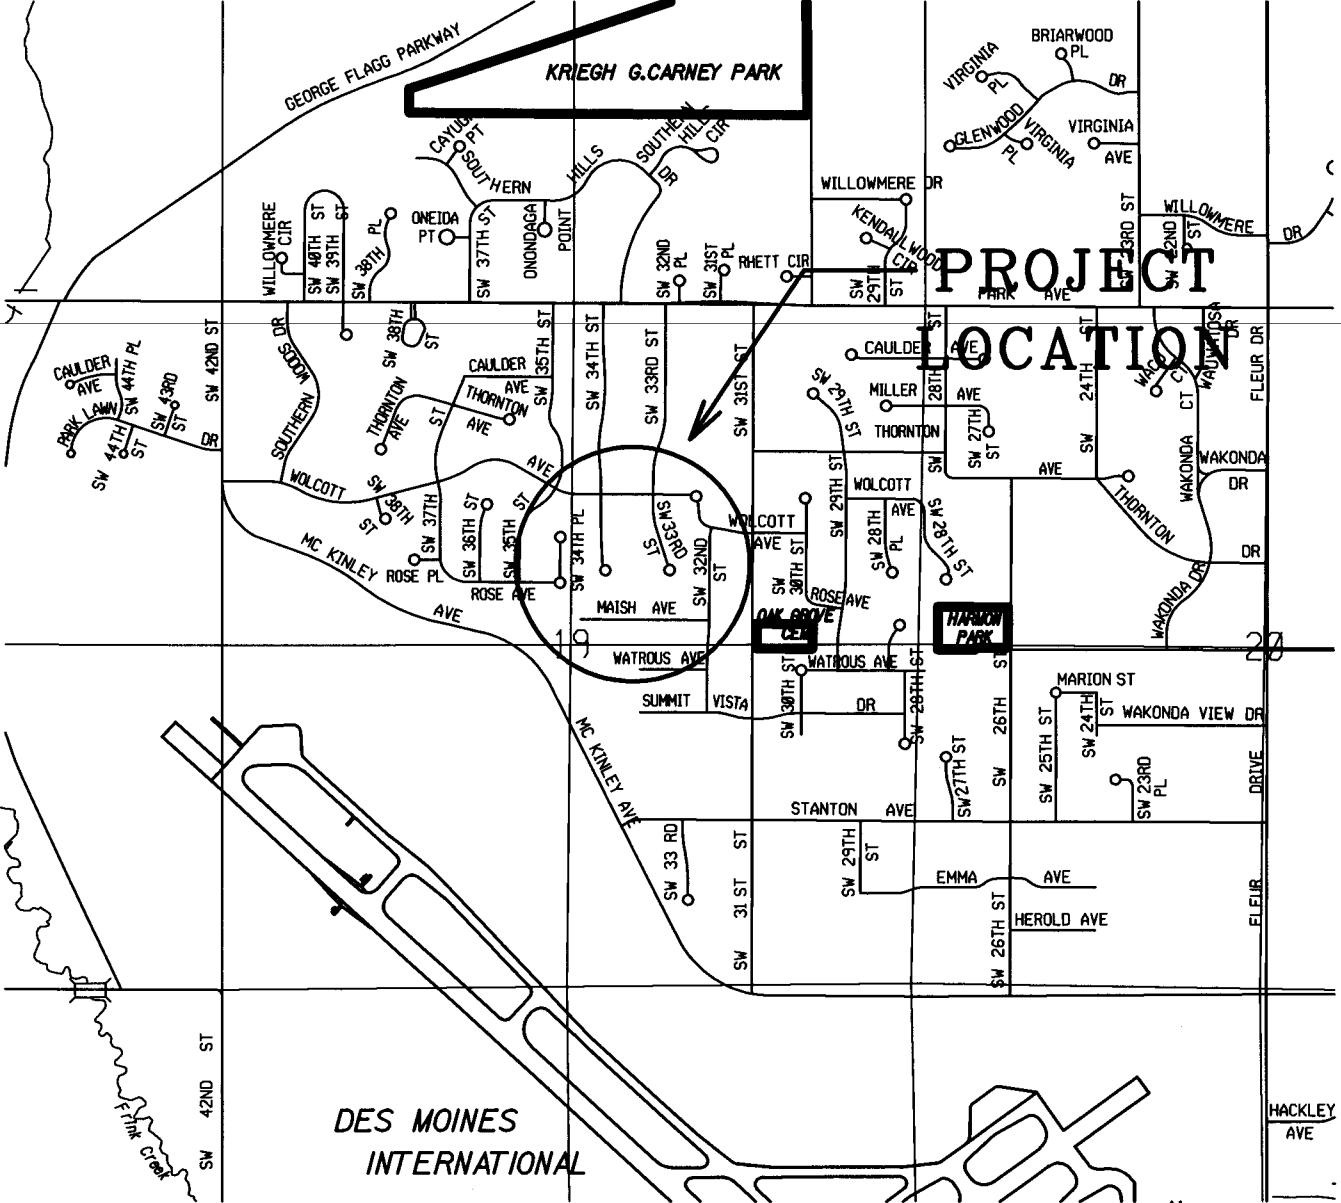 GEORGE FLAGG PARKWAY
KRIEGH G.CARNEY PARK
BRIARWOOD
PL
VIRGINIA
PL
DR
GLENWOOD
VIRGINIA
PL
VIRGINIA
AVE
PT
SOUTHERN
HILLS
DR
SOUTHERN
HILL
CIR
WILLOWMERE
CIR
SW 40TH ST
SW 39TH ST
SW 38TH PL
ONEIDA
PT
SW 37TH ST
ONONDAGA
POINT
SW 32ND
PL
SW 31ST
PL
RHETT CIR
WILLOWMERE DR
KENDALLWOOD
CIR
SW 29TH
ST
WILLOWMERE
DR
PROJECT
LOCATION
PARK AVE
SW 42ND ST
SOUTHERN WOODS DR
SW 38TH
ST
CAULDER
AVE
SW 44TH PL
PARK LAWN
DR
SW 43RD
ST
SW 44TH
ST
THORNTON
AVE
CAULDER
AVE
THORNTON
AVE
SW 35TH ST
SW 34TH ST
SW 33RD ST
SW 31ST ST
CAULDER AVE
MILLER AVE
THORNTON
AVE
SW 29TH ST
SW 28TH ST
SW 27TH
ST
SW 24TH ST
WACO
CT
WAUWATOSA
DR
CT
FLEUR DR
WAKONDA
WAKONDA
DR
THORNTON
DR
WAKONDA DR
WOLCOTT
AVE
SW 38TH
ST
SW 37TH
ST
ROSE PL
SW 36TH ST
SW 35TH
ST
ROSE AVE
SW 34TH PL
SW 33RD
ST
SW 32ND
ST
WOLCOTT
AVE
SW
30TH ST
ROSE AVE
SW 29TH ST
WOLCOTT
AVE
SW 28TH
PL
SW 28TH ST
MC KINLEY
AVE
MAISH AVE
OAK GROVE
CEM
HARMON
PARK
19
20
WATROUS AVE
WATROUS AVE
SUMMIT VISTA DR
SW 30TH ST
SW 28TH ST
SW 26TH ST
MARION ST
SW 24TH
ST
WAKONDA VIEW DR
SW 25TH ST
SW 23RD
PL
SW 27TH ST
MC KINLEY AVE
STANTON AVE
SW 33 RD
SW 31 ST ST
SW 29TH
ST
EMMA AVE
HEROLD AVE
SW 26TH ST
FLEUR DRIVE
SW 42ND ST
Frink Creek
DES MOINES
INTERNATIONAL
HACKLEY
AVE